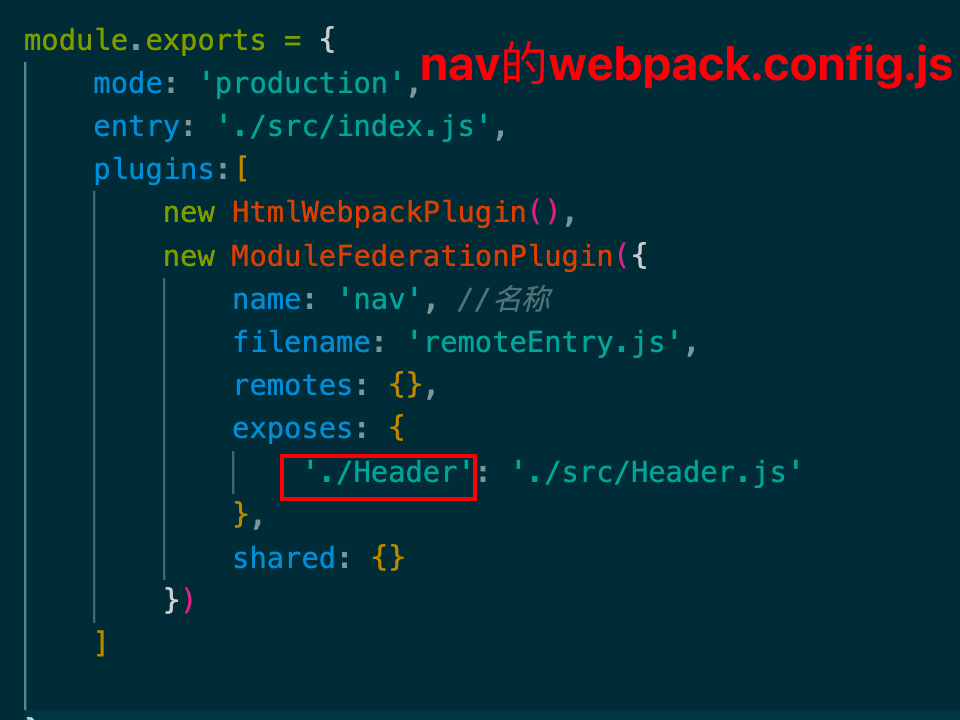 module.exports = {
nav的webpack.config.js
mode: 'production',
entry: './src/index.js',
plugins:[
new HtmlWebpackPlugin(),
new ModuleFederationPlugin({
name: 'nav', //名称
filename: 'remoteEntry.js',
remotes: {},
exposes: {
'./Header': './src/Header.js'
},
shared: {}
})
]